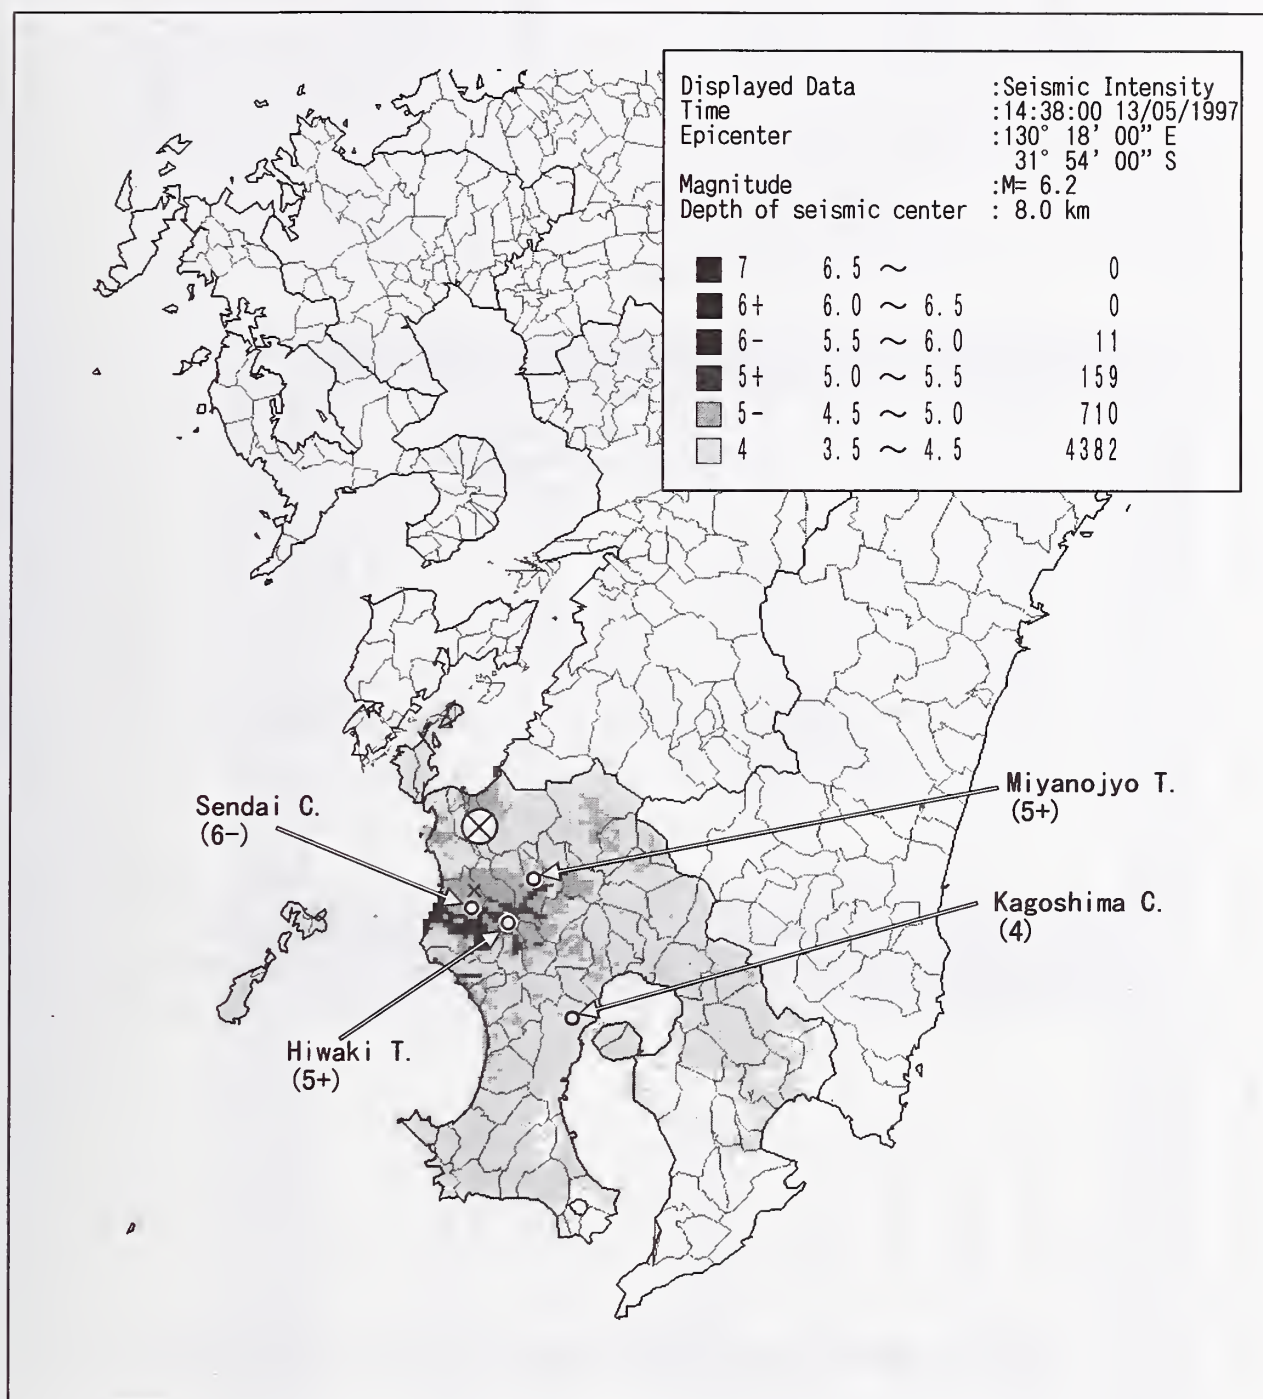 Displayed Data :Seismic Intensity
Time :14:38:00 13/05/1997
Epicenter :130° 18’ 00” E
31° 54’ 00” S
Magnitude :M= 6.2
Depth of seismic center : 8.0 km
7 6.5 ～ 0
6+ 6.0 ～ 6.5 0
6- 5.5 ～ 6.0 11
5+ 5.0 ～ 5.5 159
5- 4.5 ～ 5.0 710
4 3.5 ～ 4.5 4382
Miyanojyo T.
(5+)
Sendai C.
(6-)
Kagoshima C.
(4)
Hiwaki T.
(5+)